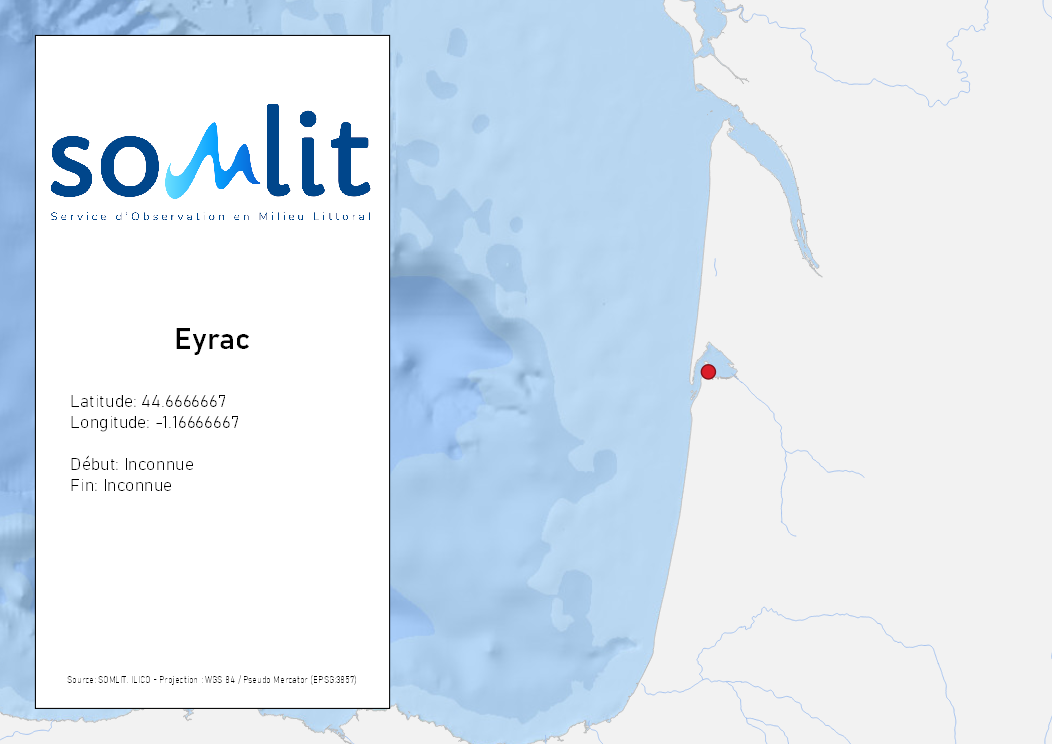 somlit
Service d'Observation en Milieu Littoral
Eyrac
Latitude: 44.6666667
Longitude: -1.16666667
Début: Inconnue
Fin: Inconnue
Source: SOMLIT, ILICO - Projection : WGS 84 / Pseudo Mercator (EPSG:3857)